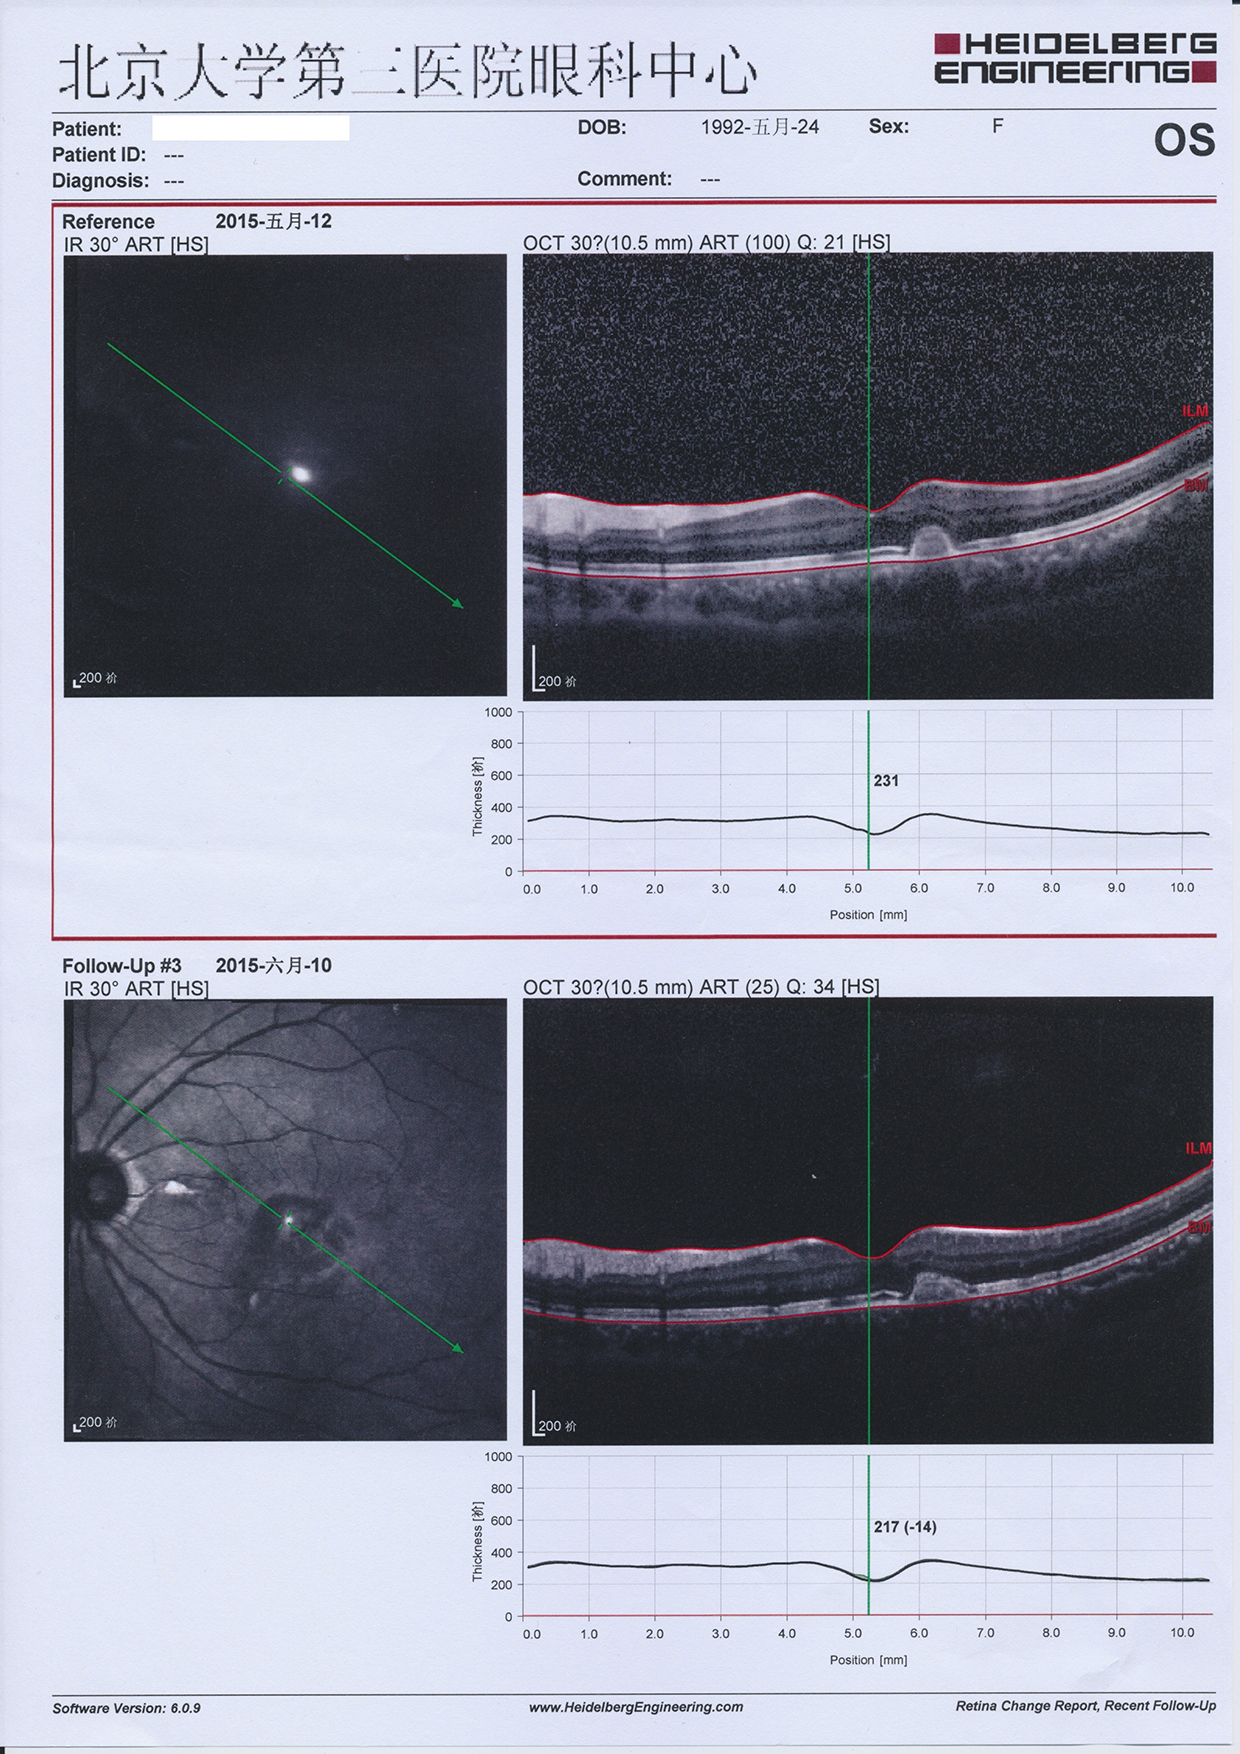 北京大学第三医院眼科中心
HEIDELBERG
ENGINEERING
Patient:
DOB: 1992-五月-24 Sex: F
OS
Patient ID: ---
Diagnosis: ---
Comment: ---
Reference 2015-五月-12
IR 30° ART [HS]
OCT 30?(10.5 mm) ART (100) Q: 21 [HS]
ILM
BM
200 祄
200 祄
Thickness [祄]
1000
800
600
400
200
0
231
0.0 1.0 2.0 3.0 4.0 5.0 6.0 7.0 8.0 9.0 10.0
Position [mm]
Follow-Up #3 2015-六月-10
IR 30° ART [HS]
OCT 30?(10.5 mm) ART (25) Q: 34 [HS]
ILM
BM
200 祄
200 祄
Thickness [祄]
1000
800
600
400
200
0
217 (-14)
0.0 1.0 2.0 3.0 4.0 5.0 6.0 7.0 8.0 9.0 10.0
Position [mm]
Software Version: 6.0.9
www.HeidelbergEngineering.com
Retina Change Report, Recent Follow-Up